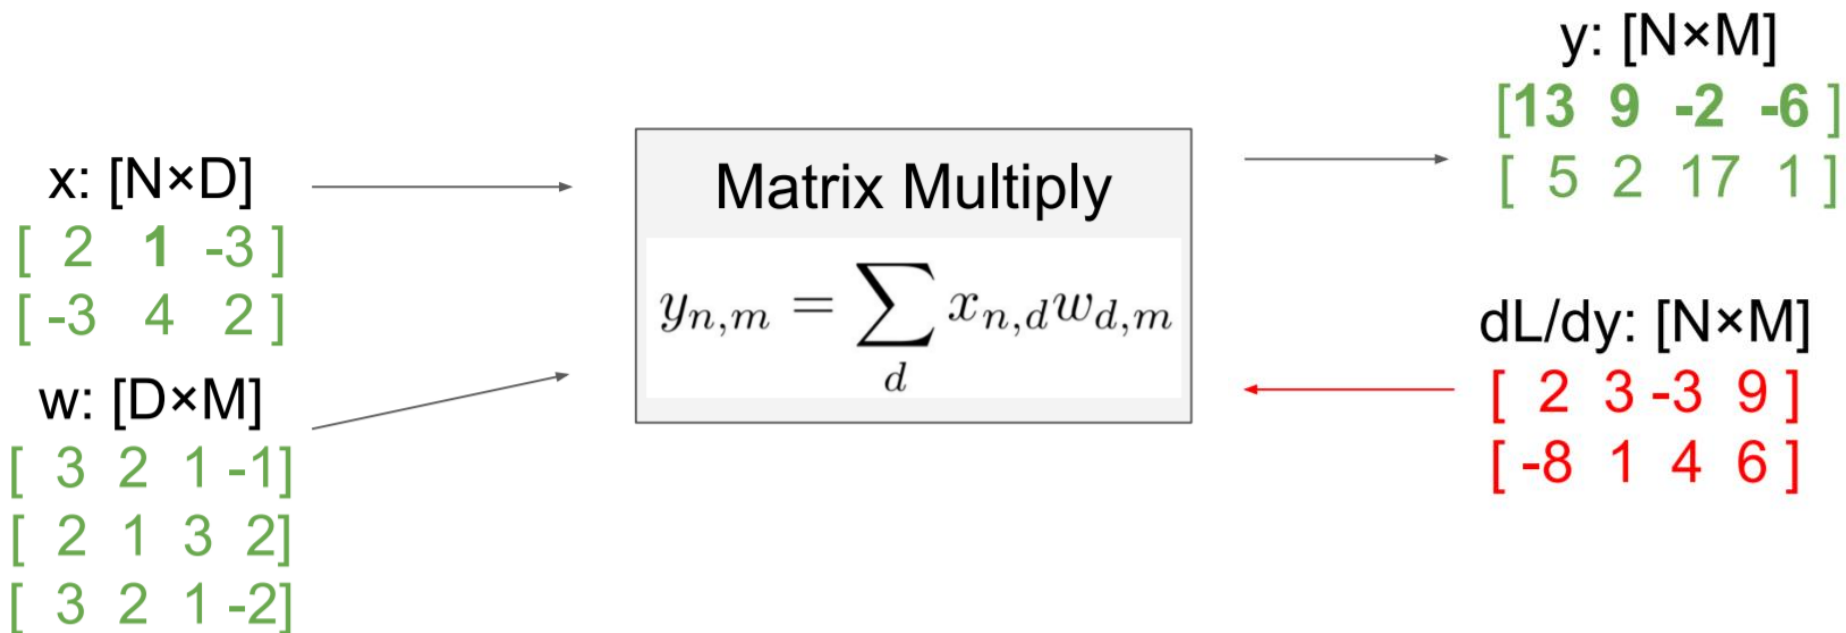 x: [N×D]
[ 2 1 -3 ]
[ -3 4 2 ]
w: [D×M]
[ 3 2 1 -1]
[ 2 1 3 2]
[ 3 2 1 -2]
Matrix Multiply
y_{n,m} = \sum_d x_{n,d} w_{d,m}
y: [N×M]
[13 9 -2 -6 ]
[ 5 2 17 1 ]
dL/dy: [N×M]
[ 2 3 -3 9 ]
[ -8 1 4 6 ]